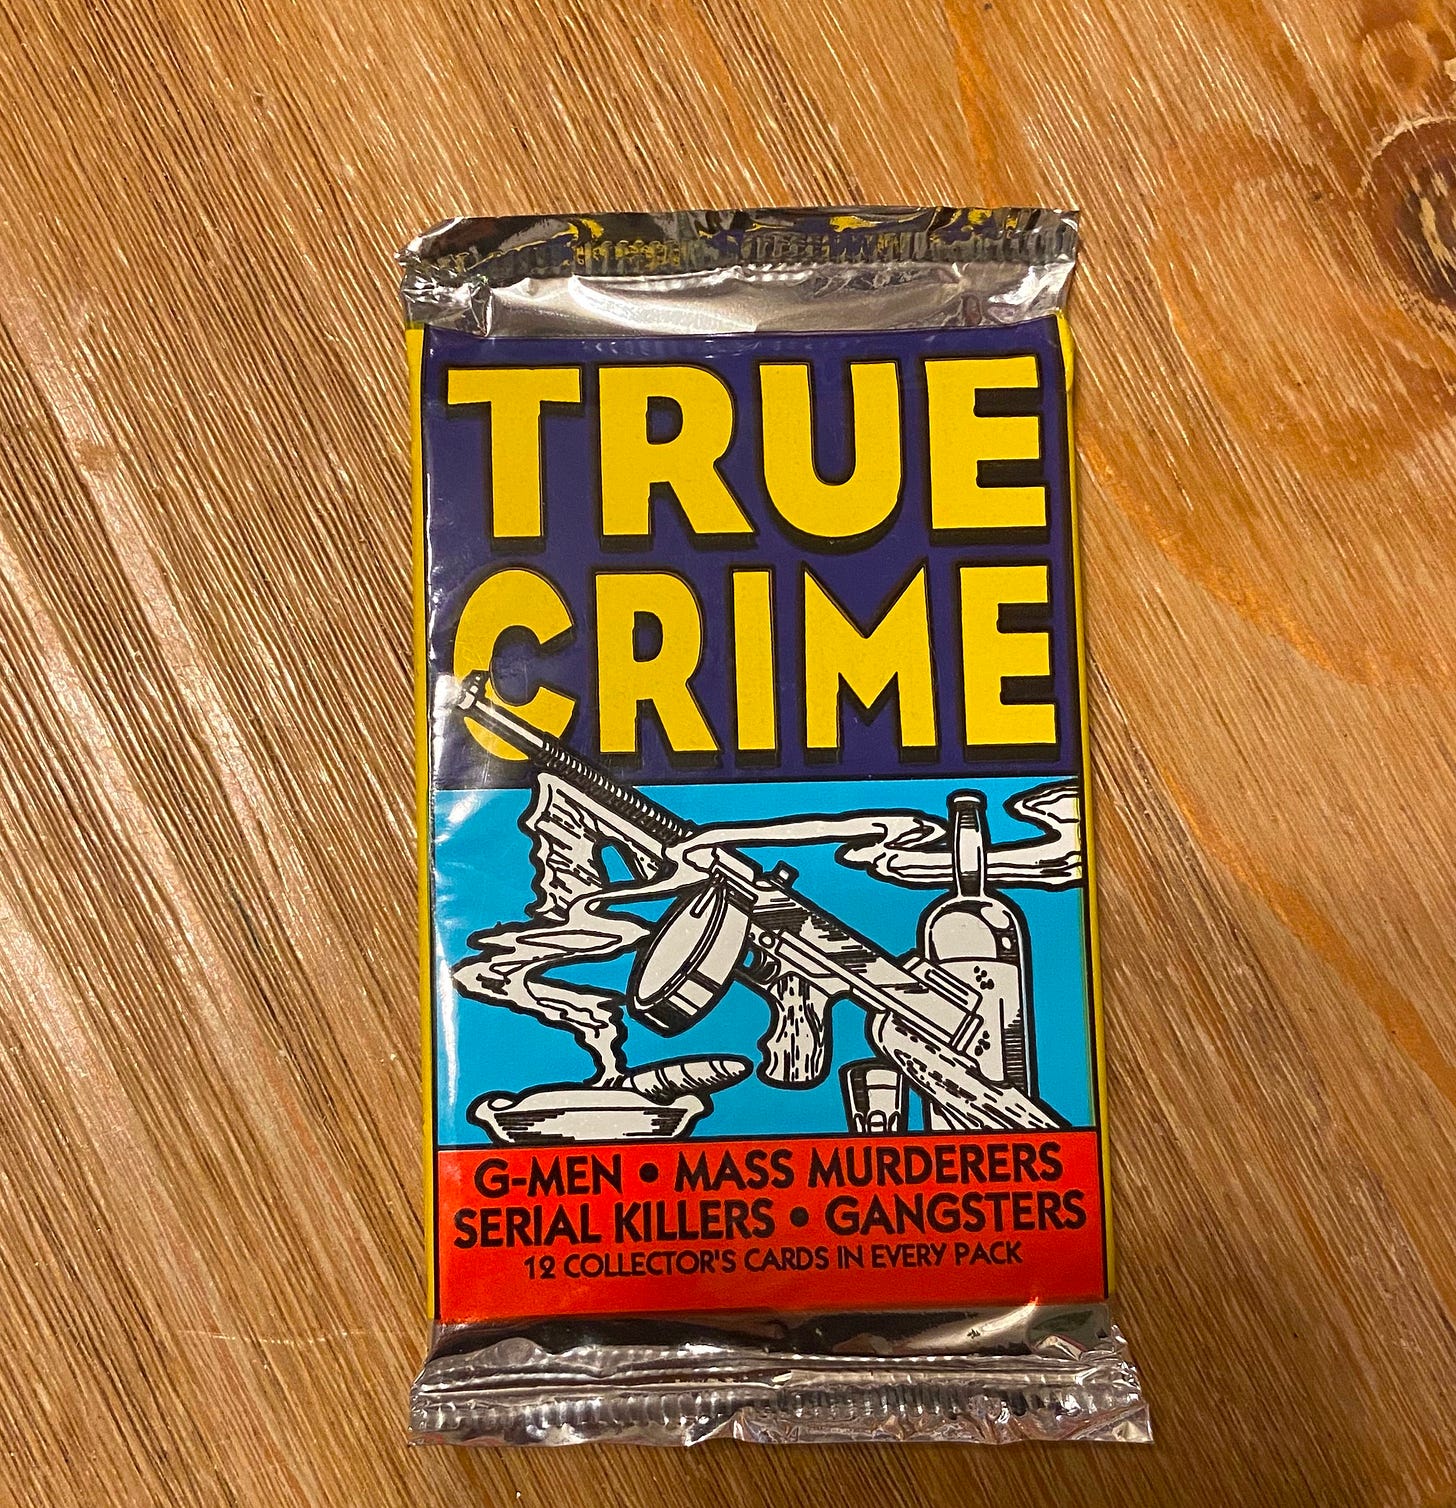 TRUE
CRIME
G-MEN • MASS MURDERERS
SERIAL KILLERS • GANGSTERS
12 COLLECTOR'S CARDS IN EVERY PACK